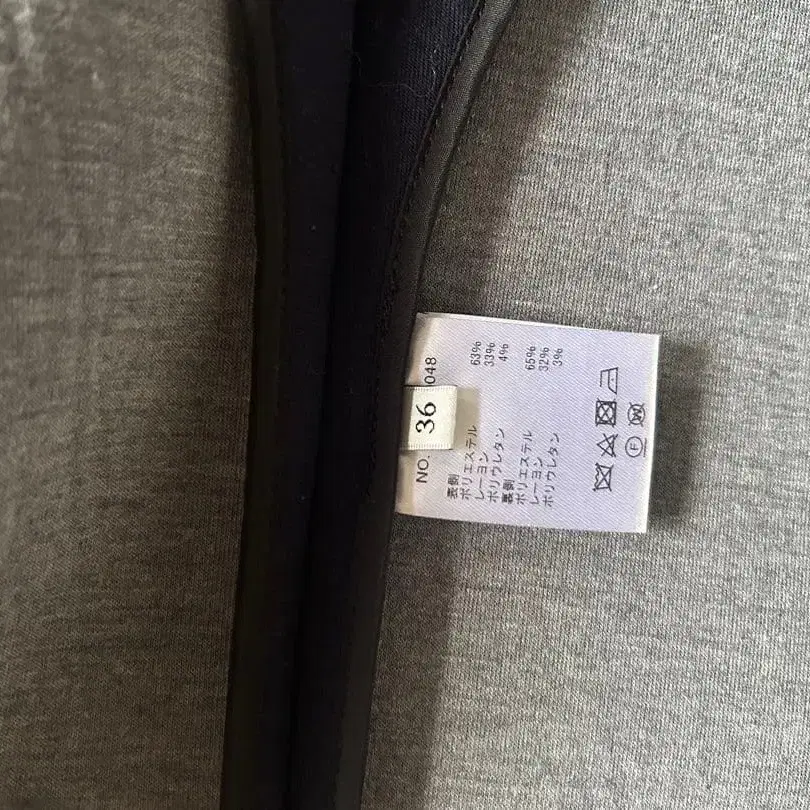 NO. 048
36
表側
ポリエステル 63%
レーヨン 33%
ポリウレタン 4%
裏側
ポリエステル 65%
レーヨン 32%
ポリウレタン 3%
F
W